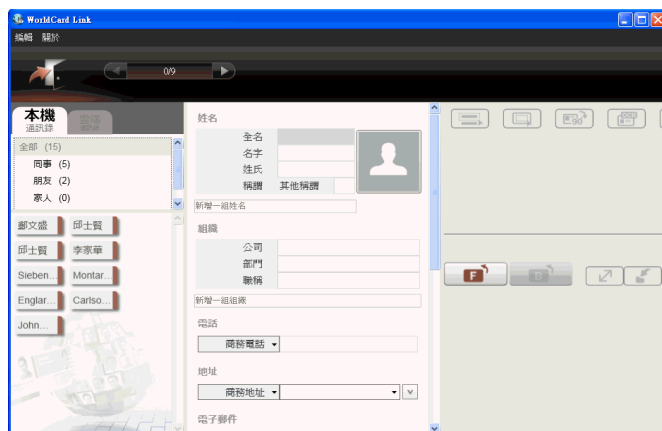 WorldCard Link
編輯 關於
0/9
本機
通訊錄
全部 (15)
同事 (5)
朋友 (2)
家人 (0)
鄭文盛 邱士賢
邱士賢 李家華
Sieben... Montar...
Englar... Carlso...
John...
姓名
全名
名字
姓氏
稱謂 其他稱謂
新增一組姓名
組織
公司
部門
職稱
新增一組組織
電話
商務電話
地址
商務地址
電子郵件
90°
OCR
F
B